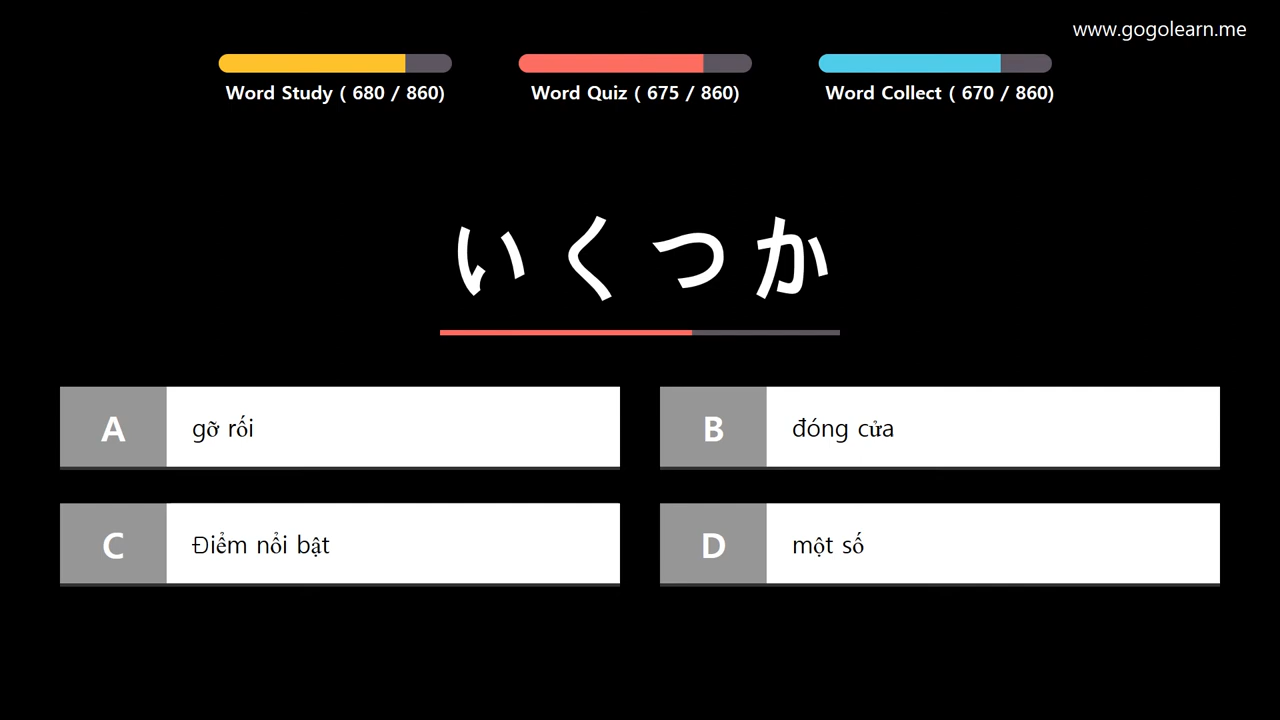 www.gogolearn.me
Word Study ( 680 / 860)
Word Quiz ( 675 / 860)
Word Collect ( 670 / 860)
いくつか
A gỡ rối
B đóng cửa
C Điểm nổi bật
D một số